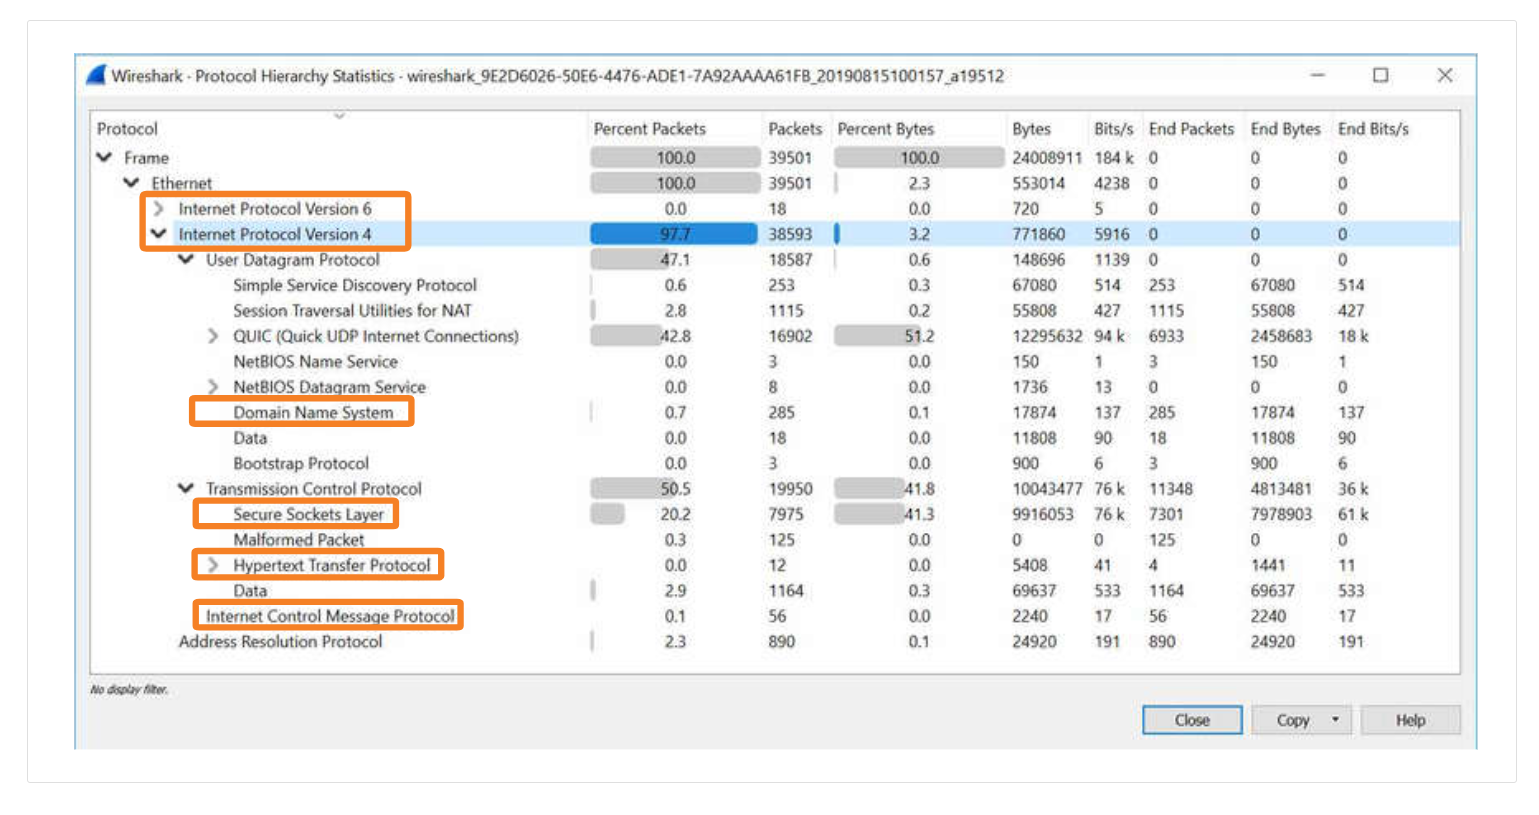 Wireshark · Protocol Hierarchy Statistics · wireshark_9E2D6026-50E6-4476-ADE1-7A92AAAA61FB_20190815100157_a19512
Protocol Percent Packets Packets Percent Bytes Bytes Bits/s End Packets End Bytes End Bits/s
Frame 100.0 39501 100.0 24008911 184 k 0 0 0
Ethernet 100.0 39501 2.3 553014 4238 0 0 0
Internet Protocol Version 6 0.0 18 0.0 720 5 0 0 0
Internet Protocol Version 4 97.7 38593 3.2 771860 5916 0 0 0
User Datagram Protocol 47.1 18587 0.6 148696 1139 0 0 0
Simple Service Discovery Protocol 0.6 253 0.3 67080 514 253 67080 514
Session Traversal Utilities for NAT 2.8 1115 0.2 55808 427 1115 55808 427
QUIC (Quick UDP Internet Connections) 42.8 16902 51.2 12295632 94 k 6933 2458683 18 k
NetBIOS Name Service 0.0 3 0.0 150 1 3 150 1
NetBIOS Datagram Service 0.0 8 0.0 1736 13 0 0 0
Domain Name System 0.7 285 0.1 17874 137 285 17874 137
Data 0.0 18 0.0 11808 90 18 11808 90
Bootstrap Protocol 0.0 3 0.0 900 6 3 900 6
Transmission Control Protocol 50.5 19950 41.8 10043477 76 k 11348 4813481 36 k
Secure Sockets Layer 20.2 7975 41.3 9916053 76 k 7301 7978903 61 k
Malformed Packet 0.3 125 0.0 0 0 125 0 0
Hypertext Transfer Protocol 0.0 12 0.0 5408 41 4 1441 11
Data 2.9 1164 0.3 69637 533 1164 69637 533
Internet Control Message Protocol 0.1 56 0.0 2240 17 56 2240 17
Address Resolution Protocol 2.3 890 0.1 24920 191 890 24920 191
No display filter.
Close Copy Help